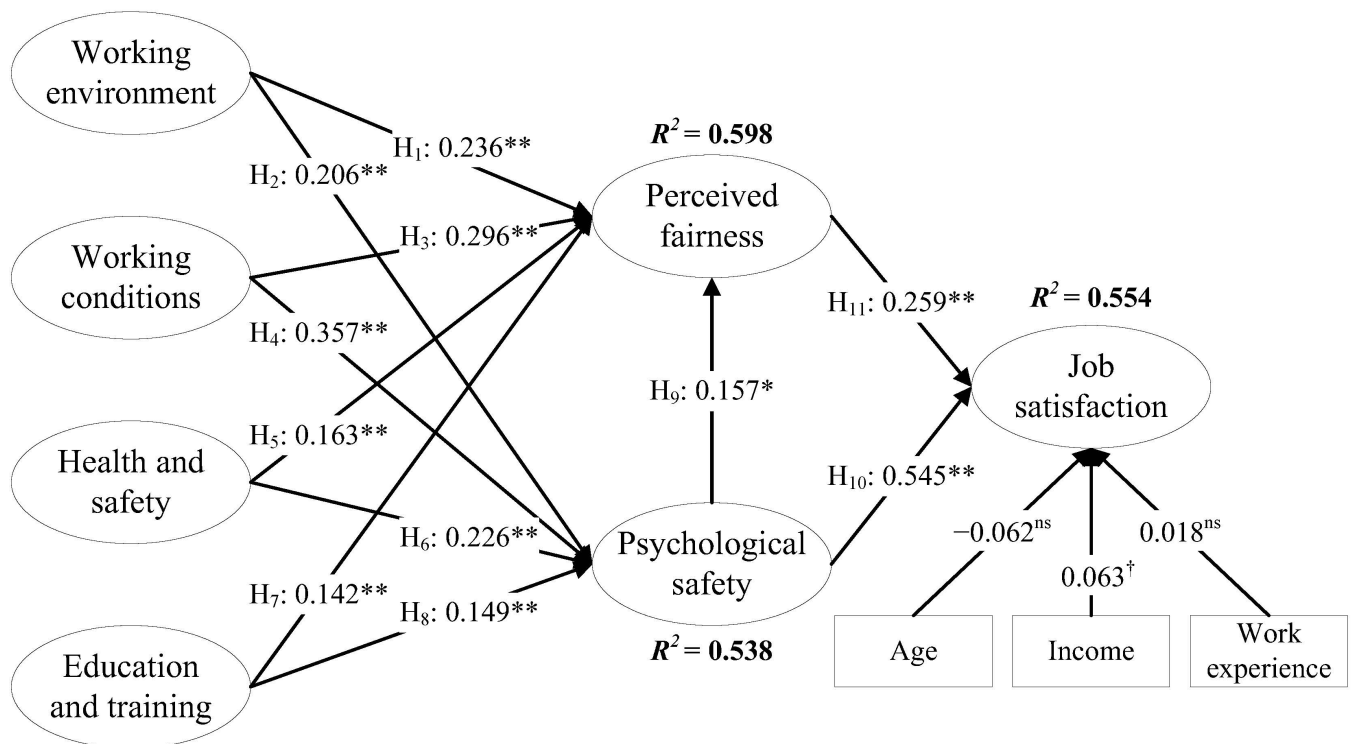 Working
environment
H₁: 0.236**
H₂: 0.206**
R² = 0.598
Perceived
fairness
Working
conditions
H₃: 0.296**
H₄: 0.357**
H₁₁: 0.259**
R² = 0.554
Job
satisfaction
H₉: 0.157*
Health and
safety
H₅: 0.163**
H₆: 0.226**
H₁₀: 0.545**
Psychological
safety
R² = 0.538
H₇: 0.142**
H₈: 0.149**
Education
and training
−0.062ⁿˢ
0.063†
0.018ⁿˢ
Age
Income
Work
experience